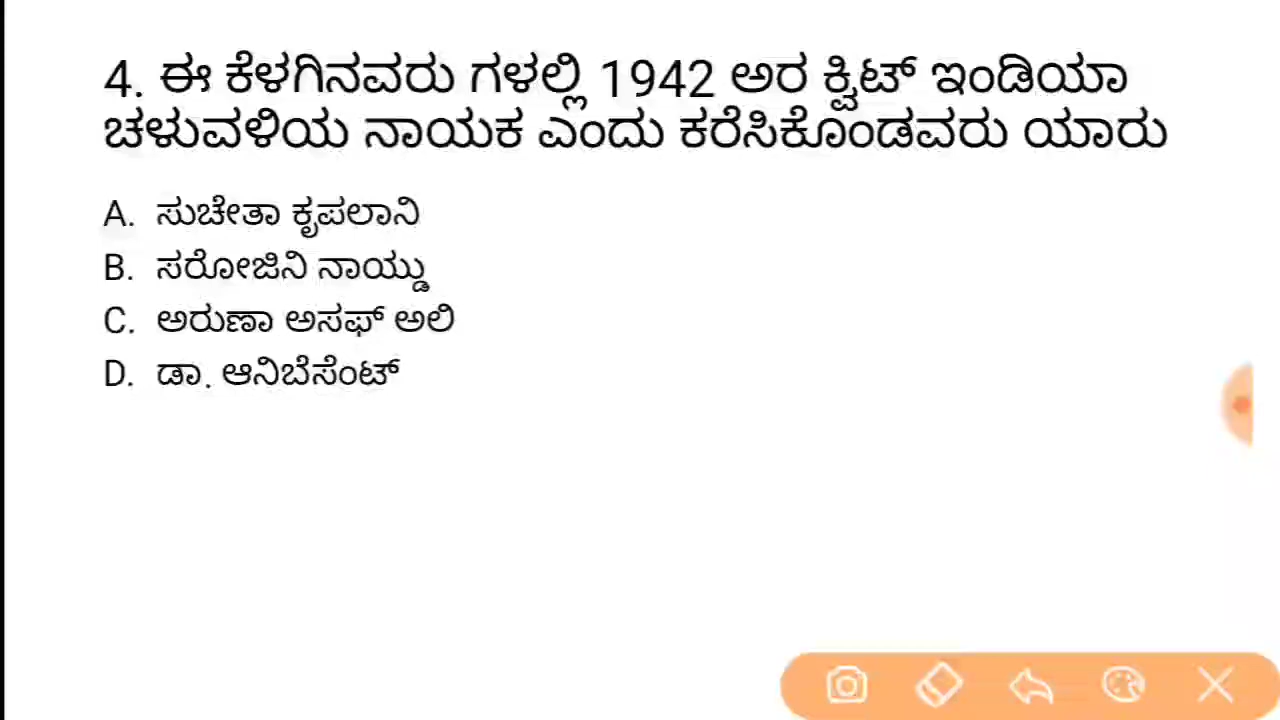 4. ಈ ಕೆಳಗಿನವರು ಗಳಲ್ಲಿ 1942 ಅರ ಕ್ವಿಟ್ ಇಂಡಿಯಾ
ಚಳುವಳಿಯ ನಾಯಕ ಎಂದು ಕರೆಸಿಕೊಂಡವರು ಯಾರು
A. ಸುಚೇತಾ ಕೃಪಲಾನಿ
B. ಸರೋಜಿನಿ ನಾಯ್ಡು
C. ಅರುಣಾ ಅಸಫ್ ಅಲಿ
D. ಡಾ. ಆನಿಬೆಸೆಂಟ್